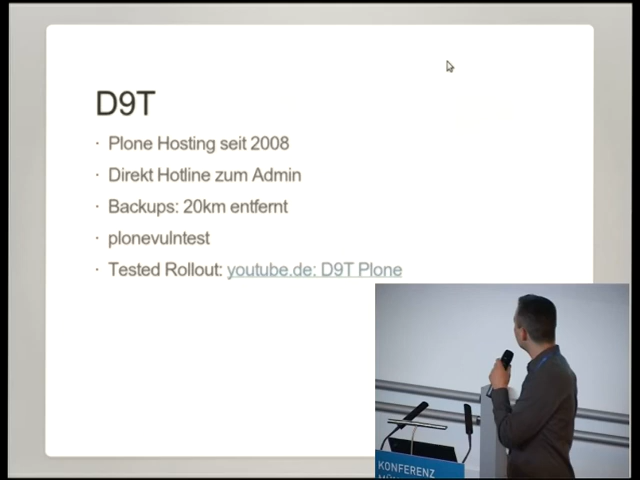 D9T
· Plone Hosting seit 2008
· Direkt Hotline zum Admin
· Backups: 20km entfernt
· plonevulntest
· Tested Rollout: youtube.de: D9T Plone
KONFERENZ